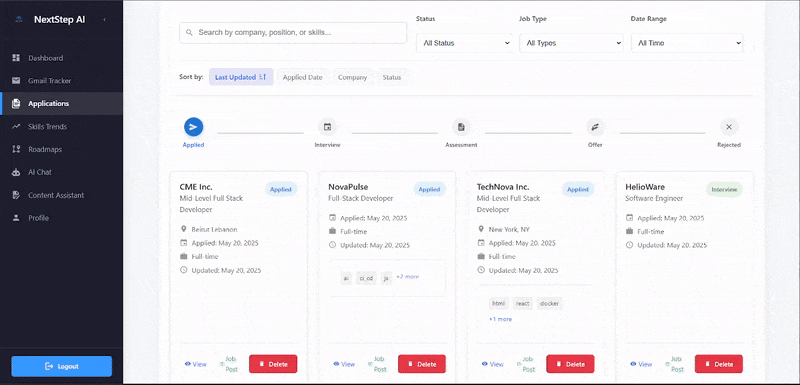 NextStep AI
Dashboard
Gmail Tracker
Applications
Skills Trends
Roadmaps
AI Chat
Content Assistant
Profile
Logout
Status
Job Type
Date Range
Search by company, position, or skills...
All Status
All Types
All Time
Sort by:
Last Updated
Applied Date
Company
Status
Applied
Interview
Assessment
Offer
Rejected
CME Inc.
Applied
Mid-Level Full Stack
Developer
Beirut Lebanon
Applied: May 20, 2025
Full-time
Updated: May 20, 2025
View
Job
Post
Delete
NovaPulse
Applied
Full-Stack Developer
Applied: May 20, 2025
Full-time
Updated: May 20, 2025
ai
ci_cd
js
+2 more
View
Job
Post
Delete
TechNova Inc.
Applied
Mid-Level Full Stack
Developer
New York, NY
Applied: May 20, 2025
Full-time
Updated: May 20, 2025
html
react
docker
+1 more
View
Job
Post
Delete
HelioWare
Interview
Software Engineer
Applied: May 20, 2025
Full-time
Updated: May 20, 2025
View
Job
Post
Delete